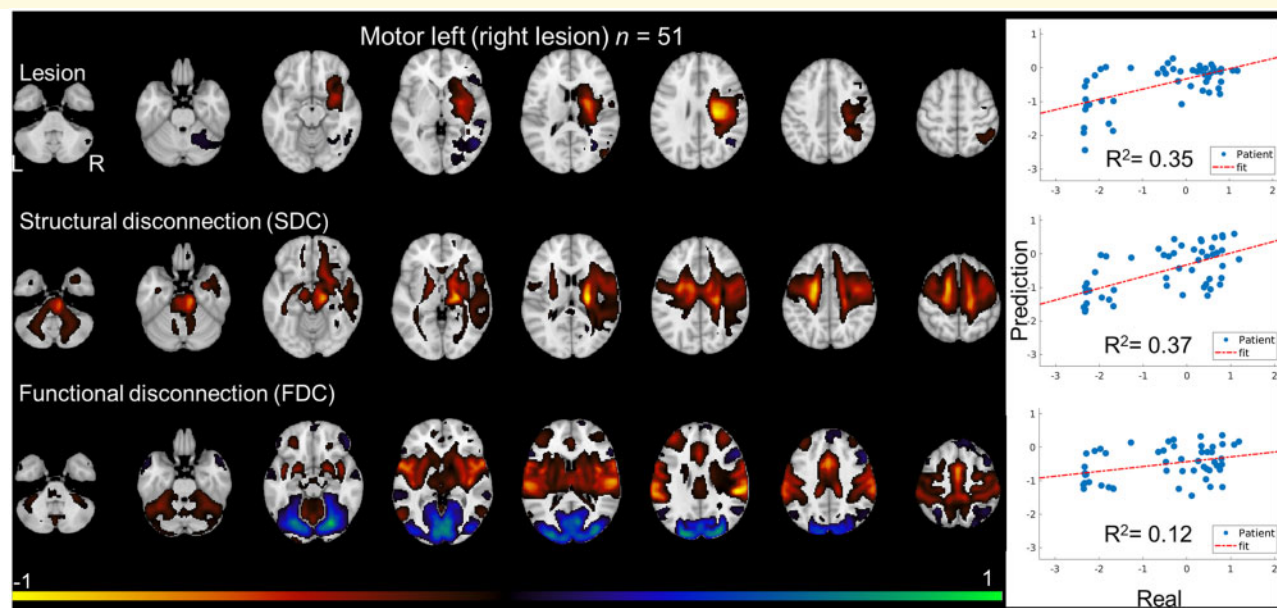 Motor left (right lesion) n = 51
Lesion
L R
Structural disconnection (SDC)
Functional disconnection (FDC)
-1 1
1
0
-1
-2
-3
-3 -2 -1 0 1 2
R²= 0.35
Patient
fit
1
0
-1
-2
-3
-3 -2 -1 0 1 2
R²= 0.37
Patient
fit
1
0
-1
-2
-3
-3 -2 -1 0 1 2
R²= 0.12
Patient
fit
Prediction
Real